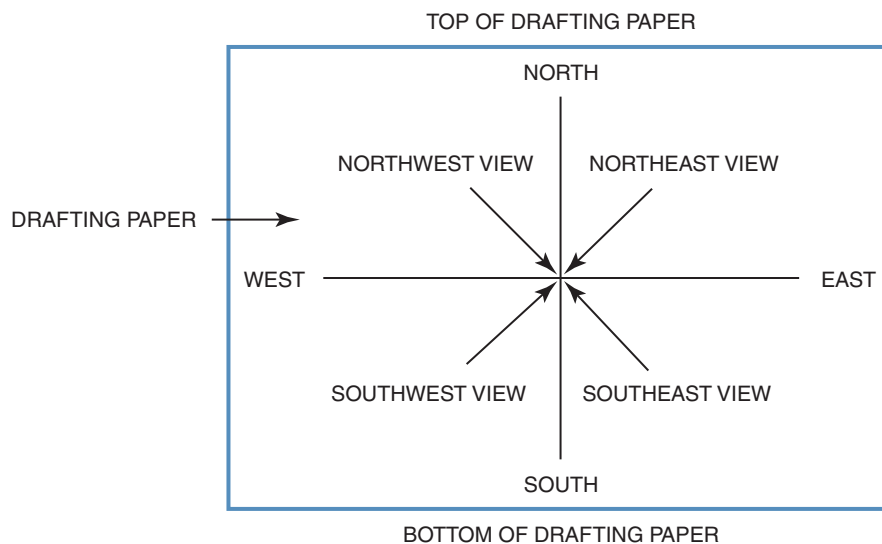 TOP OF DRAFTING PAPER
NORTH
NORTHWEST VIEW
NORTHEAST VIEW
DRAFTING PAPER
WEST
EAST
SOUTHWEST VIEW
SOUTHEAST VIEW
SOUTH
BOTTOM OF DRAFTING PAPER